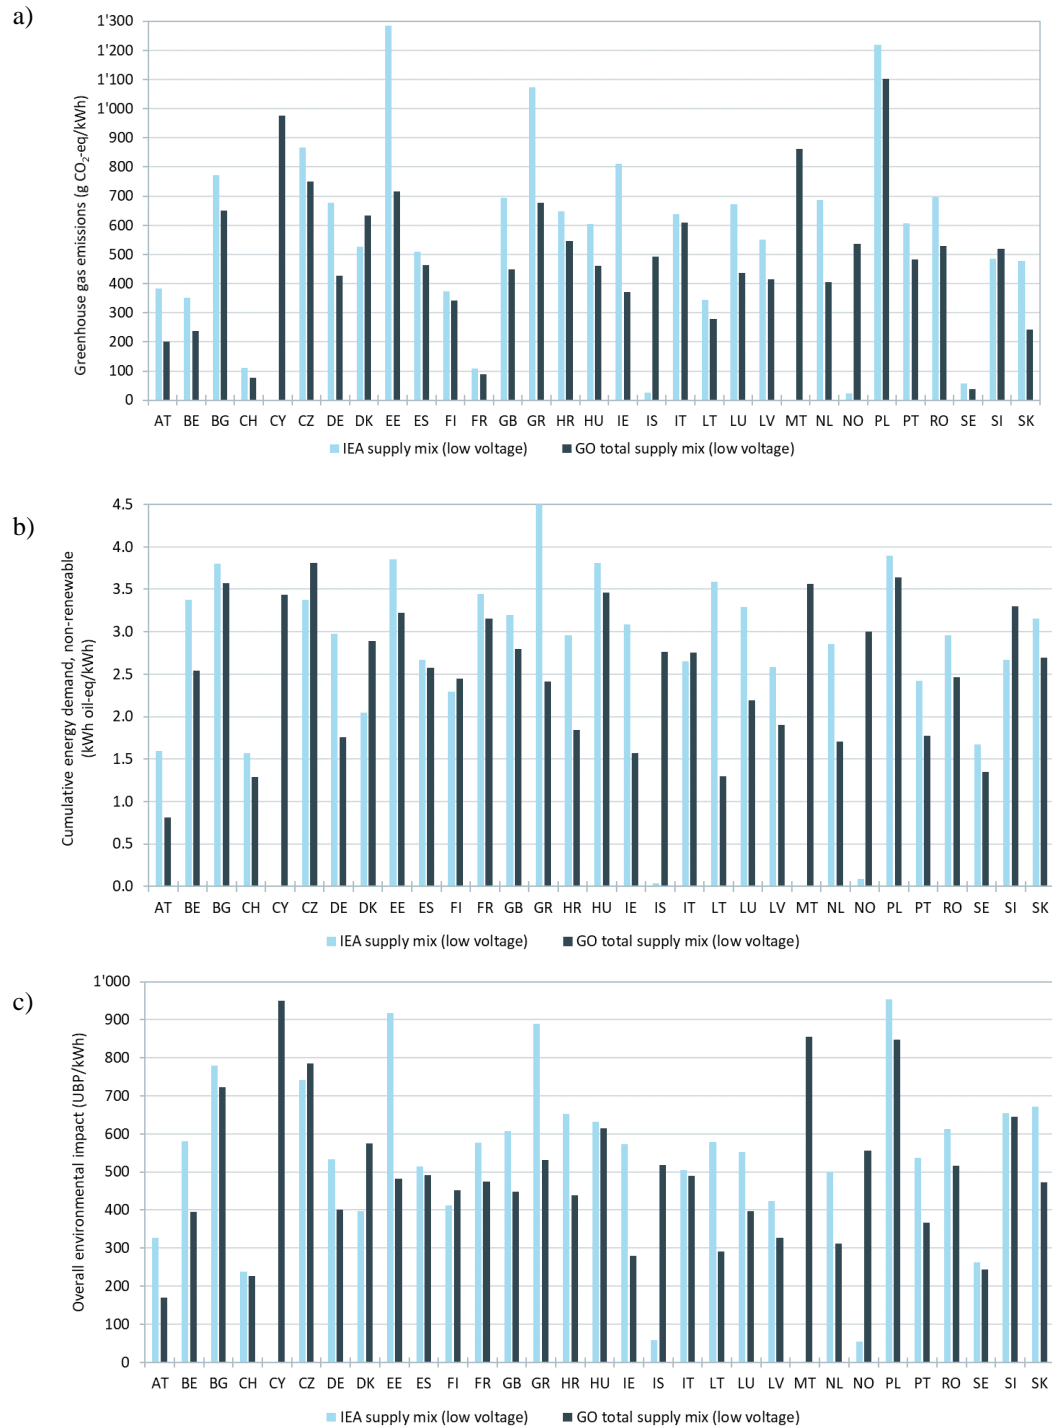 a)
Greenhouse gas emissions (g CO₂-eq/kWh)
1'300
1'200
1'100
1'000
900
800
700
600
500
400
300
200
100
0
AT BE BG CH CY CZ DE DK EE ES FI FR GB GR HR HU IE IS IT LT LU LV MT NL NO PL PT RO SE SI SK
IEA supply mix (low voltage) GO total supply mix (low voltage)
b)
Cumulative energy demand, non-renewable
(kWh oil-eq/kWh)
4.5
4.0
3.5
3.0
2.5
2.0
1.5
1.0
0.5
0.0
AT BE BG CH CY CZ DE DK EE ES FI FR GB GR HR HU IE IS IT LT LU LV MT NL NO PL PT RO SE SI SK
IEA supply mix (low voltage) GO total supply mix (low voltage)
c)
Overall environmental impact (UBP/kWh)
1'000
900
800
700
600
500
400
300
200
100
0
AT BE BG CH CY CZ DE DK EE ES FI FR GB GR HR HU IE IS IT LT LU LV MT NL NO PL PT RO SE SI SK
IEA supply mix (low voltage) GO total supply mix (low voltage)